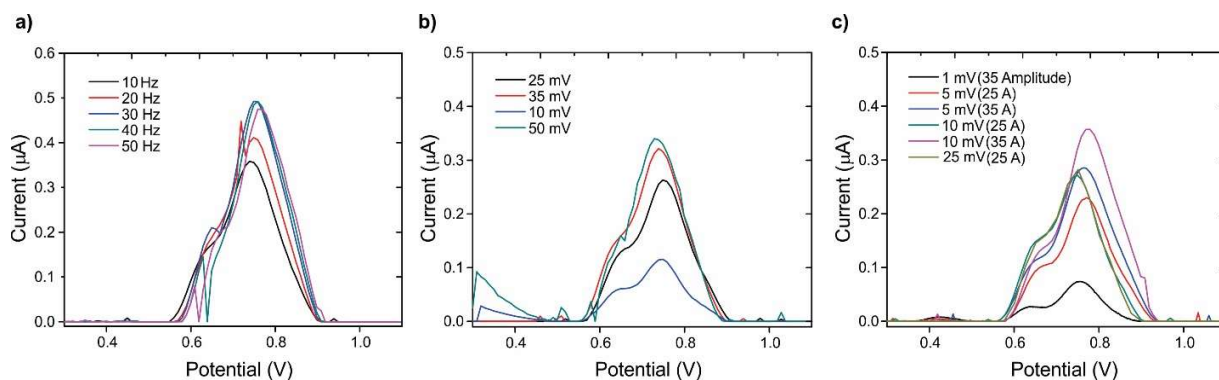 a)
0.6
0.5
0.4
0.3
0.2
0.1
0.0
Current (µA)
10 Hz
20 Hz
30 Hz
40 Hz
50 Hz
0.4 0.6 0.8 1.0
Potential (V)
b)
0.5
0.4
0.3
0.2
0.1
0.0
Current (µA)
25 mV
35 mV
10 mV
50 mV
0.4 0.6 0.8 1.0
Potential (V)
c)
0.5
0.4
0.3
0.2
0.1
0.0
Current (µA)
1 mV(35 Amplitude)
5 mV(25 A)
5 mV(35 A)
10 mV(25 A)
10 mV(35 A)
25 mV(25 A)
0.4 0.6 0.8 1.0
Potential (V)